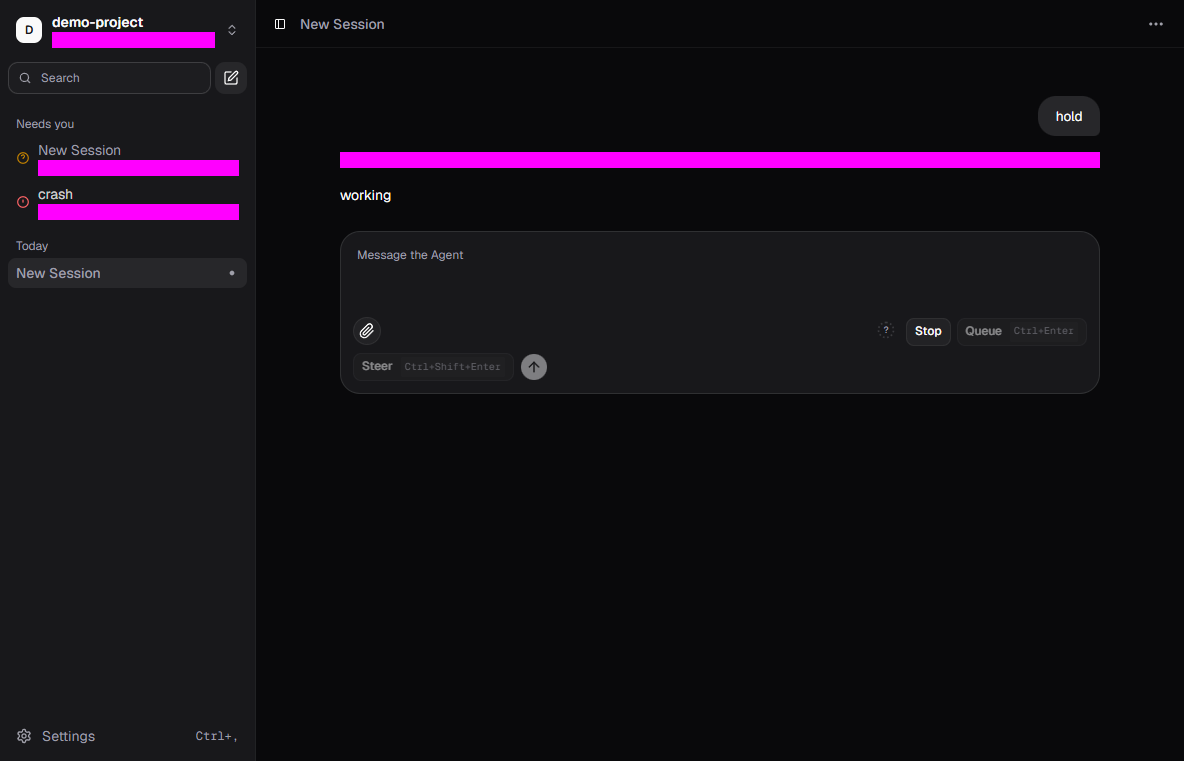 D
demo-project
Search
Needs you
New Session
crash
Today
New Session
Settings Ctrl+,
New Session
hold
working
Message the Agent
? Stop Queue Ctrl+Enter
Steer Ctrl+Shift+Enter